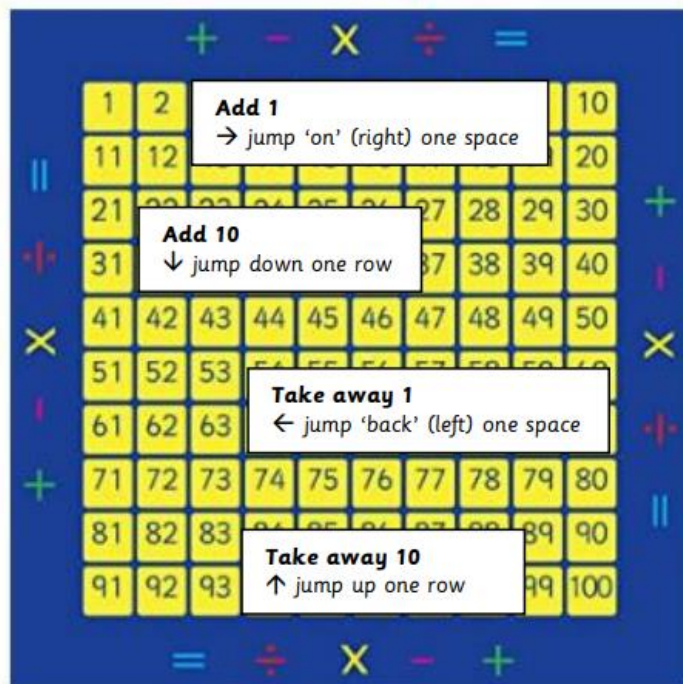 + - × ÷ =
1 2 10
Add 1
→ jump ‘on’ (right) one space
11 12 20
21 27 28 29 30
Add 10
↓ jump down one row
31 37 38 39 40
41 42 43 44 45 46 47 48 49 50
51 52 53
Take away 1
← jump ‘back’ (left) one space
61 62 63
71 72 73 74 75 76 77 78 79 80
81 82 83 89 90
Take away 10
↑ jump up one row
91 92 93 99 100
= ÷ × - +
= ÷ × - +
+ - × ÷ =